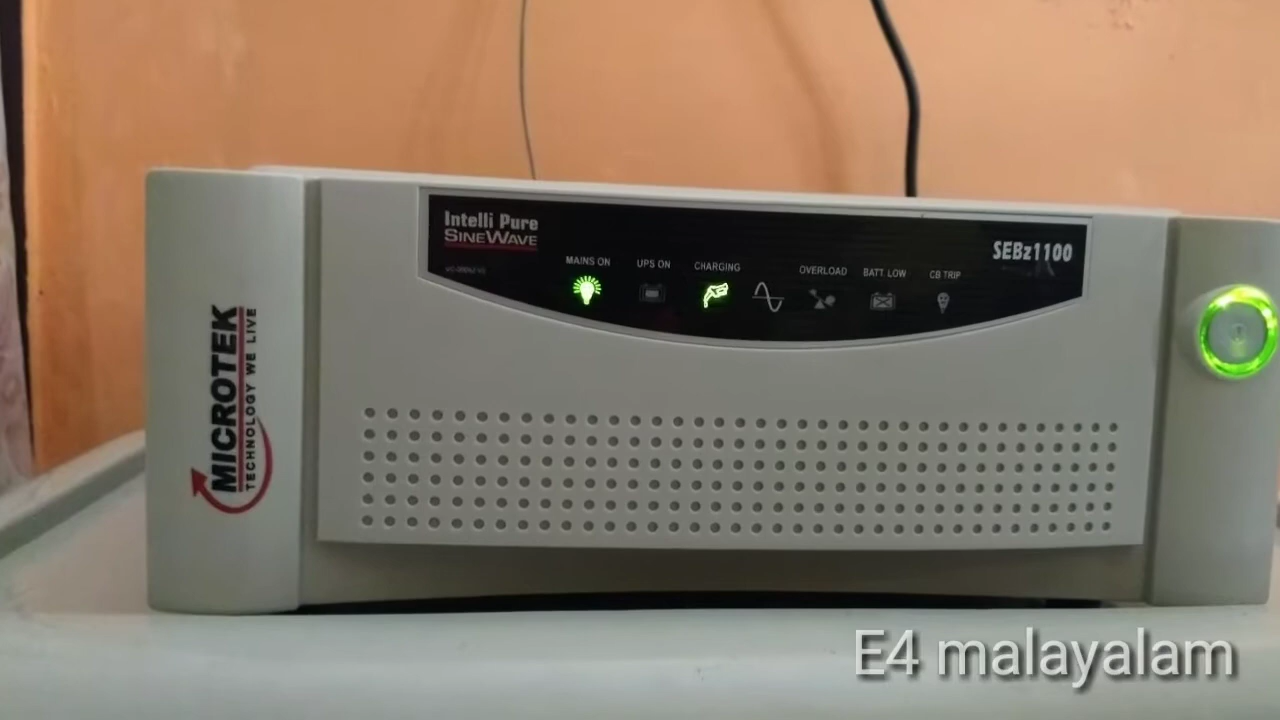 Intelli Pure
SINEWAVE
SEBz1100
MAINS ON
UPS ON
CHARGING
OVERLOAD
BATT. LOW
CB TRIP
MICROTEK
TECHNOLOGY WE LIVE
E4 malayalam